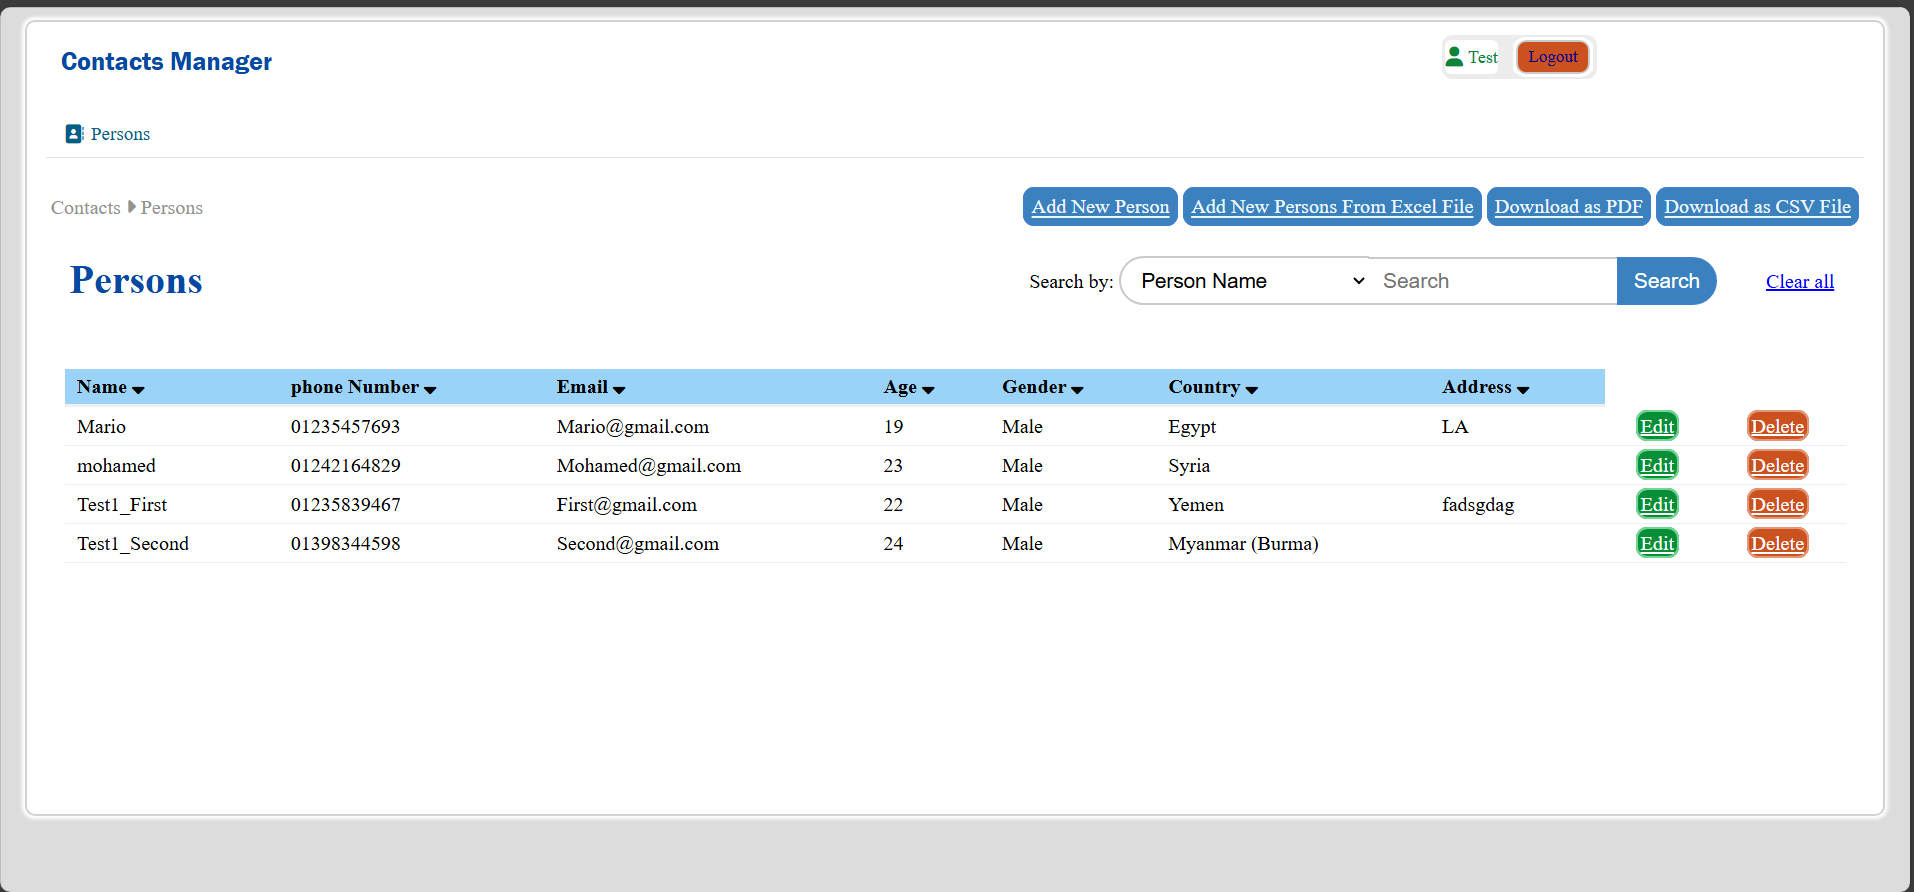 Contacts Manager
Test Logout
Persons
Contacts Persons
Add New Person Add New Persons From Excel File Download as PDF Download as CSV File
Persons
Search by: Person Name Search Search Clear all
Name phone Number Email Age Gender Country Address
Mario 01235457693 Mario@gmail.com 19 Male Egypt LA Edit Delete
mohamed 01242164829 Mohamed@gmail.com 23 Male Syria Edit Delete
Test1_First 01235839467 First@gmail.com 22 Male Yemen fadsgdag Edit Delete
Test1_Second 01398344598 Second@gmail.com 24 Male Myanmar (Burma) Edit Delete